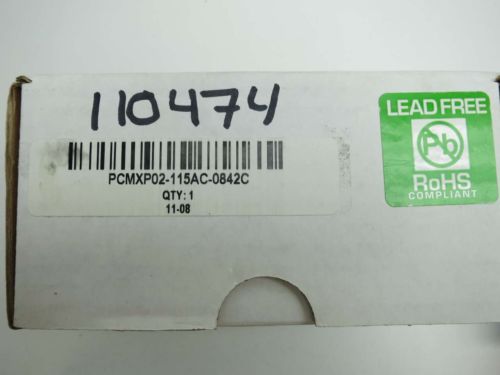 110474
PCMXP02-115AC-0842C
QTY: 1
11-08
LEAD FREE
Pb
RoHS
COMPLIANT